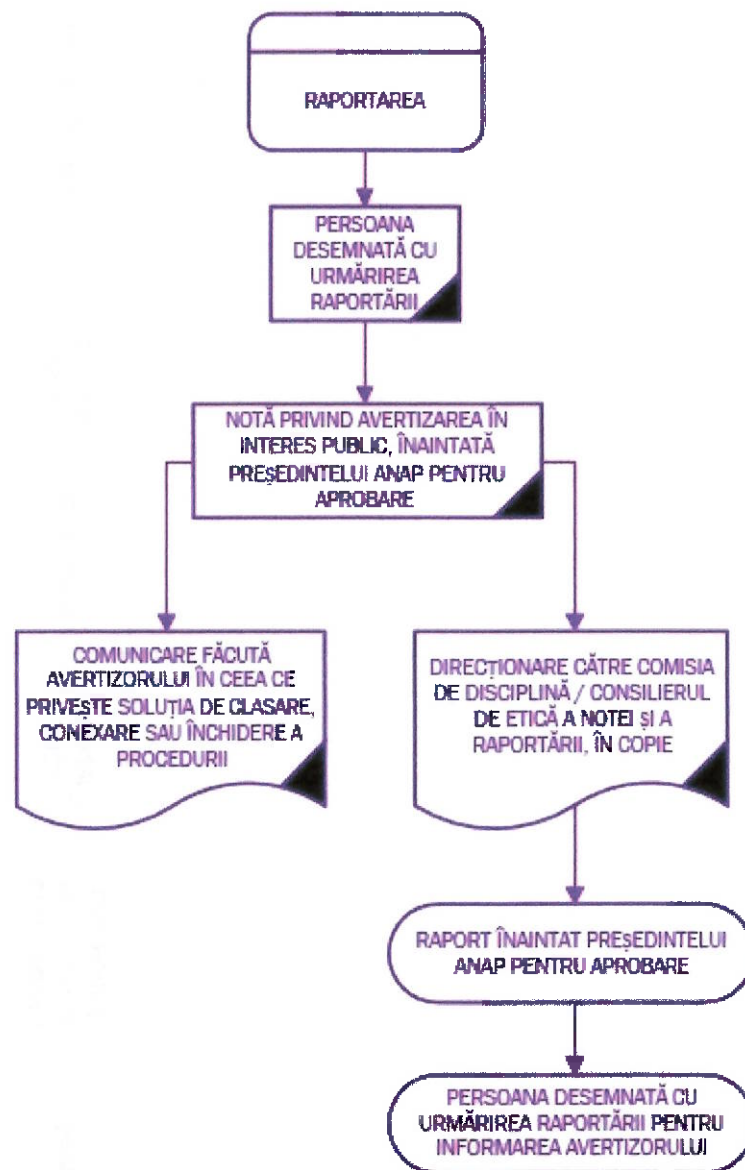 RAPORTAREA
PERSOANA
DESEMNATĂ CU
URMĂRIREA
RAPORTĂRII
NOTĂ PRIVIND AVERTIZAREA ÎN
INTERES PUBLIC, ÎNAINTATĂ
PREȘEDINTELUI ANAP PENTRU
APROBARE
COMUNICARE FĂCUTĂ
AVERTIZORULUI ÎN CEEA CE
PRIVEȘTE SOLUȚIA DE CLASARE,
CONEXARE SAU ÎNCHIDERE A
PROCEDURII
DIRECȚIONARE CĂTRE COMISIA
DE DISCIPLINĂ / CONSILIERUL
DE ETICĂ A NOTEI ȘI A
RAPORTĂRII, ÎN COPIE
RAPORT ÎNAINTAT PREȘEDINTELUI
ANAP PENTRU APROBARE
PERSOANA DESEMNATĂ CU
URMĂRIREA RAPORTĂRII PENTRU
INFORMAREA AVERTIZORULUI